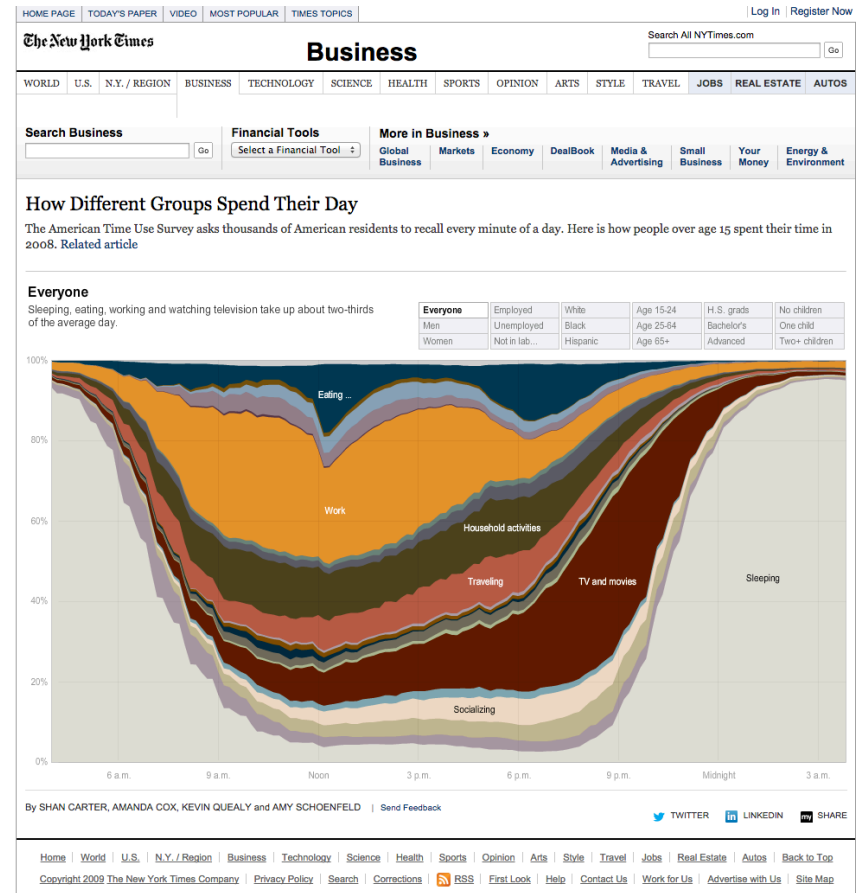 HOME PAGE TODAY'S PAPER VIDEO MOST POPULAR TIMES TOPICS
Log In Register Now
The New York Times
Business
Search All NYTimes.com
Go
WORLD U.S. N.Y. / REGION BUSINESS TECHNOLOGY SCIENCE HEALTH SPORTS OPINION ARTS STYLE TRAVEL JOBS REAL ESTATE AUTOS
Search Business
Go
Financial Tools
Select a Financial Tool
More in Business »
Global Business
Markets
Economy
DealBook
Media & Advertising
Small Business
Your Money
Energy & Environment
How Different Groups Spend Their Day
The American Time Use Survey asks thousands of American residents to recall every minute of a day. Here is how people over age 15 spent their time in
2008. Related article
Everyone
Sleeping, eating, working and watching television take up about two-thirds
of the average day.
Everyone Employed White Age 15-24 H.S. grads No children
Men Unemployed Black Age 25-64 Bachelor's One child
Women Not in lab... Hispanic Age 65+ Advanced Two+ children
100%
80%
60%
40%
20%
0%
Eating ...
Work
Household activities
Traveling
TV and movies
Sleeping
Socializing
6 a.m. 9 a.m. Noon 3 p.m. 6 p.m. 9 p.m. Midnight 3 a.m.
By SHAN CARTER, AMANDA COX, KEVIN QUEALY and AMY SCHOENFELD | Send Feedback
TWITTER in LINKEDIN my SHARE
Home World U.S. N.Y. / Region Business Technology Science Health Sports Opinion Arts Style Travel Jobs Real Estate Autos Back to Top
Copyright 2009 The New York Times Company Privacy Policy Search Corrections RSS First Look Help Contact Us Work for Us Advertise with Us Site Map